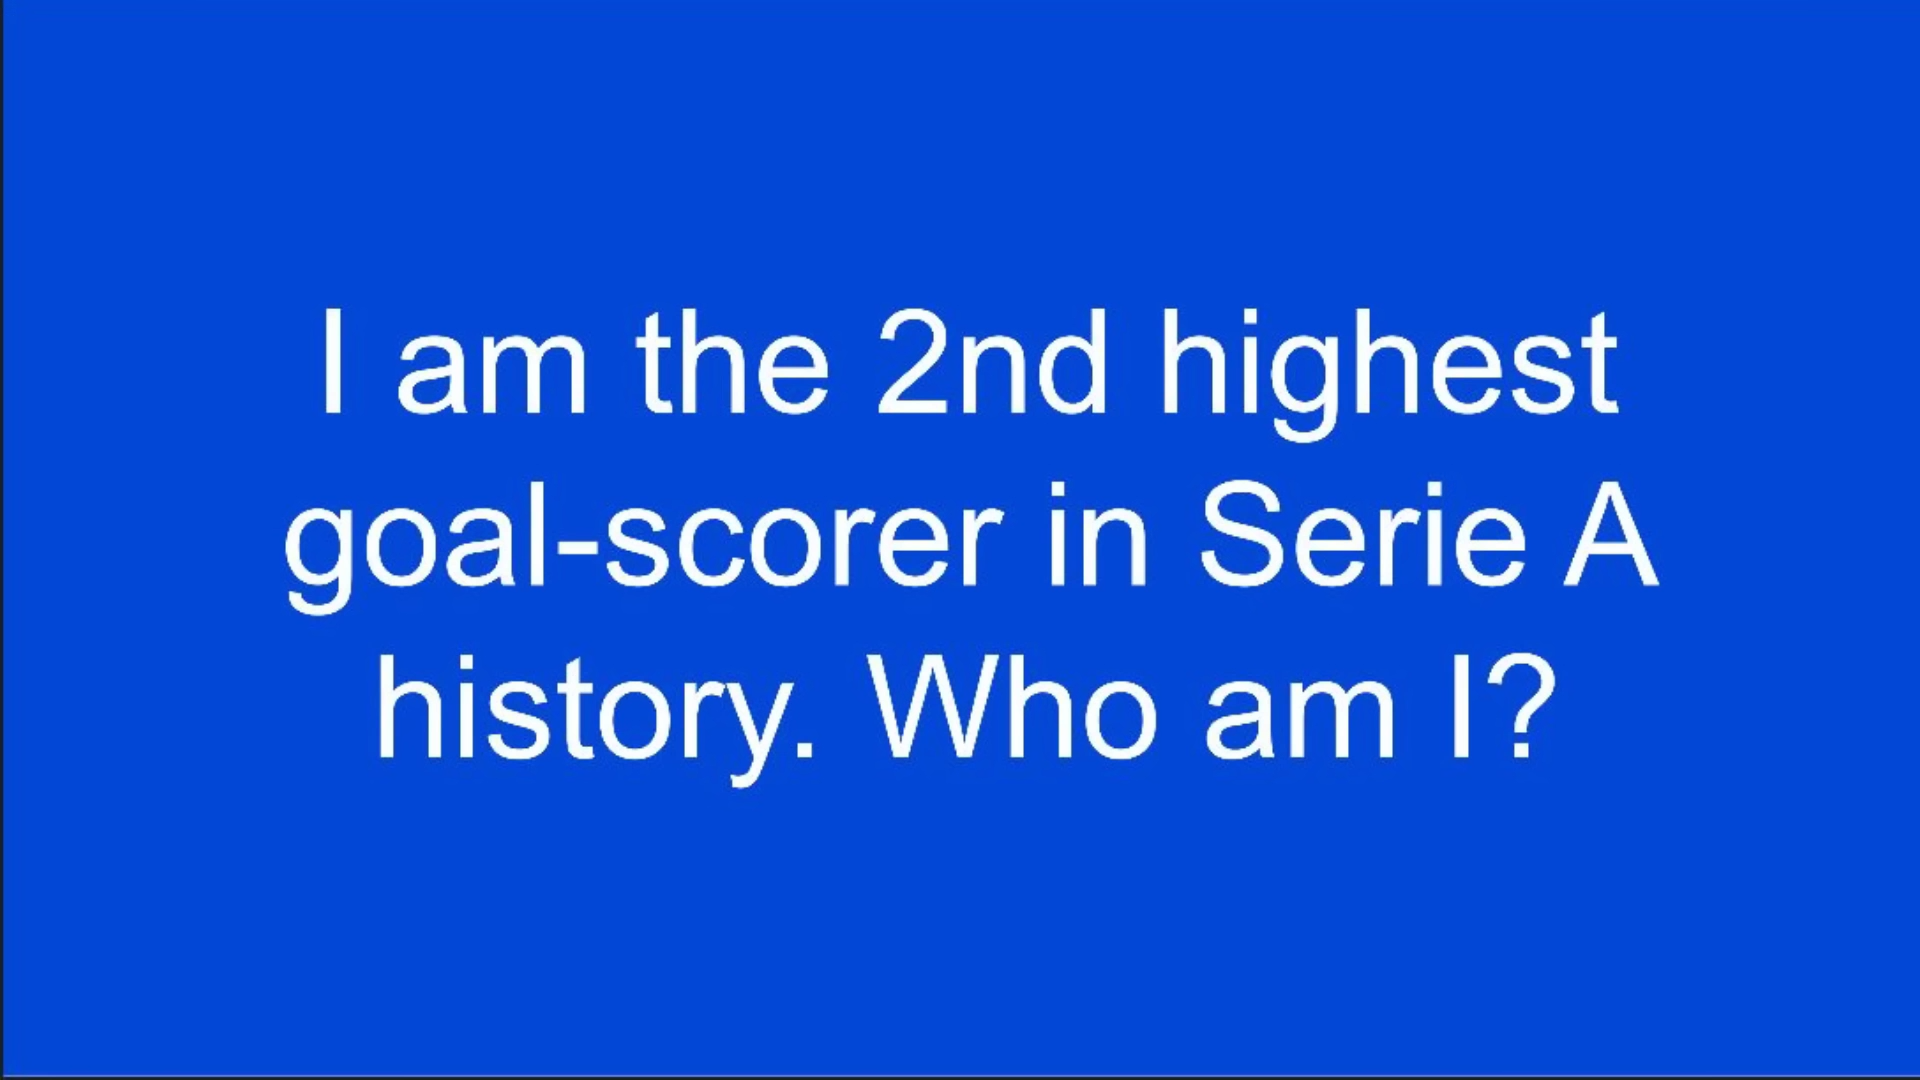 I am the 2nd highest
goal-scorer in Serie A
history. Who am I?